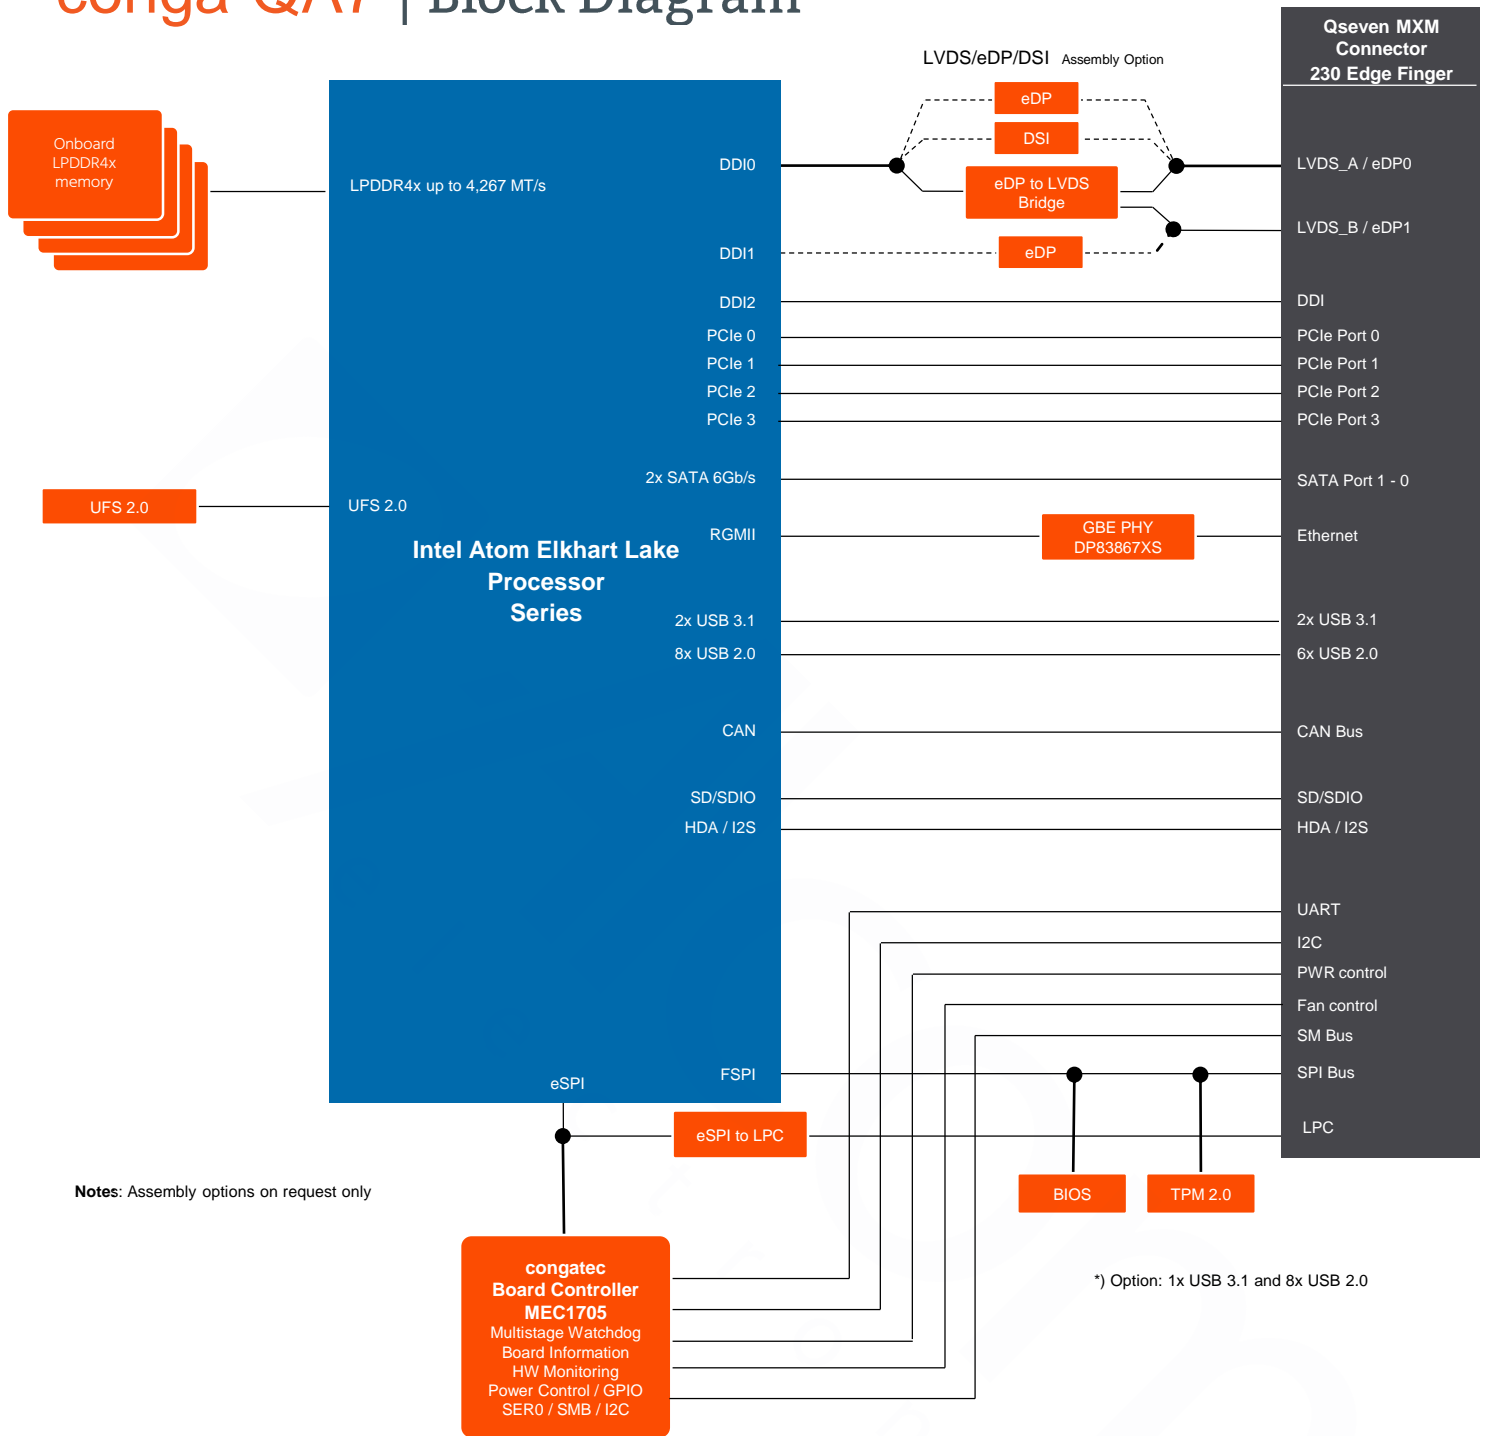 conga-QA7 | Block Diagram
Qseven MXM
Connector
230 Edge Finger
LVDS/eDP/DSI Assembly Option
eDP
DSI
eDP to LVDS
Bridge
eDP
Onboard
LPDDR4x
memory
LPDDR4x up to 4,267 MT/s
UFS 2.0
UFS 2.0
Intel Atom Elkhart Lake
Processor
Series
DDI0
DDI1
DDI2
PCIe 0
PCIe 1
PCIe 2
PCIe 3
2x SATA 6Gb/s
RGMII
2x USB 3.1
8x USB 2.0
CAN
SD/SDIO
HDA / I2S
FSPI
eSPI
GBE PHY
DP83867XS
LVDS_A / eDP0
LVDS_B / eDP1
DDI
PCIe Port 0
PCIe Port 1
PCIe Port 2
PCIe Port 3
SATA Port 1 - 0
Ethernet
2x USB 3.1
6x USB 2.0
CAN Bus
SD/SDIO
HDA / I2S
UART
I2C
PWR control
Fan control
SM Bus
SPI Bus
LPC
eSPI to LPC
BIOS
TPM 2.0
Notes: Assembly options on request only
congatec
Board Controller
MEC1705
Multistage Watchdog
Board Information
HW Monitoring
Power Control / GPIO
SER0 / SMB / I2C
*) Option: 1x USB 3.1 and 8x USB 2.0